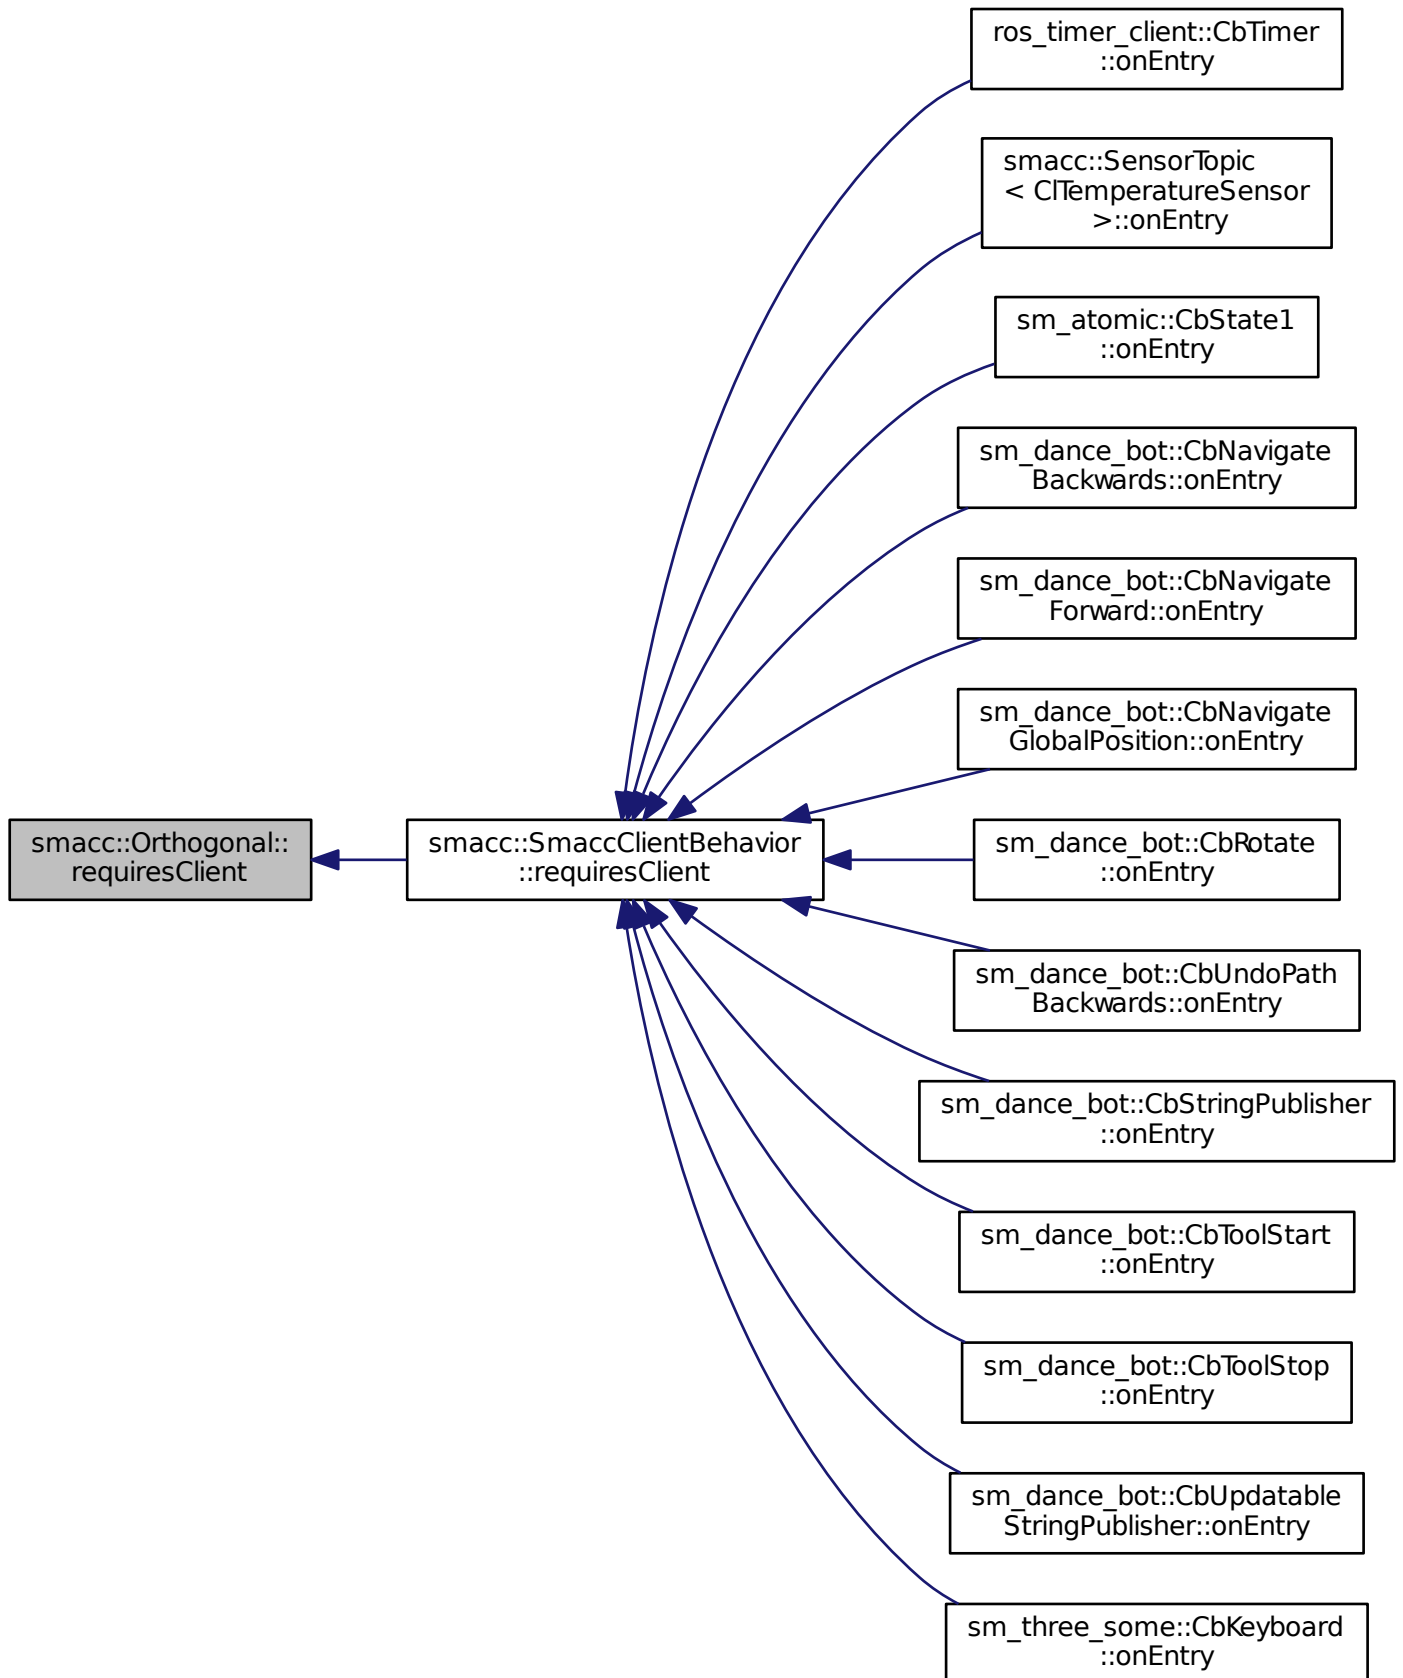 ros_timer_client::CbTimer
::onEntry
smacc::SensorTopic
< ClTemperatureSensor
>::onEntry
sm_atomic::CbState1
::onEntry
sm_dance_bot::CbNavigate
Backwards::onEntry
sm_dance_bot::CbNavigate
Forward::onEntry
sm_dance_bot::CbNavigate
GlobalPosition::onEntry
smacc::Orthogonal::
requiresClient
smacc::SmaccClientBehavior
::requiresClient
sm_dance_bot::CbRotate
::onEntry
sm_dance_bot::CbUndoPath
Backwards::onEntry
sm_dance_bot::CbStringPublisher
::onEntry
sm_dance_bot::CbToolStart
::onEntry
sm_dance_bot::CbToolStop
::onEntry
sm_dance_bot::CbUpdatable
StringPublisher::onEntry
sm_three_some::CbKeyboard
::onEntry